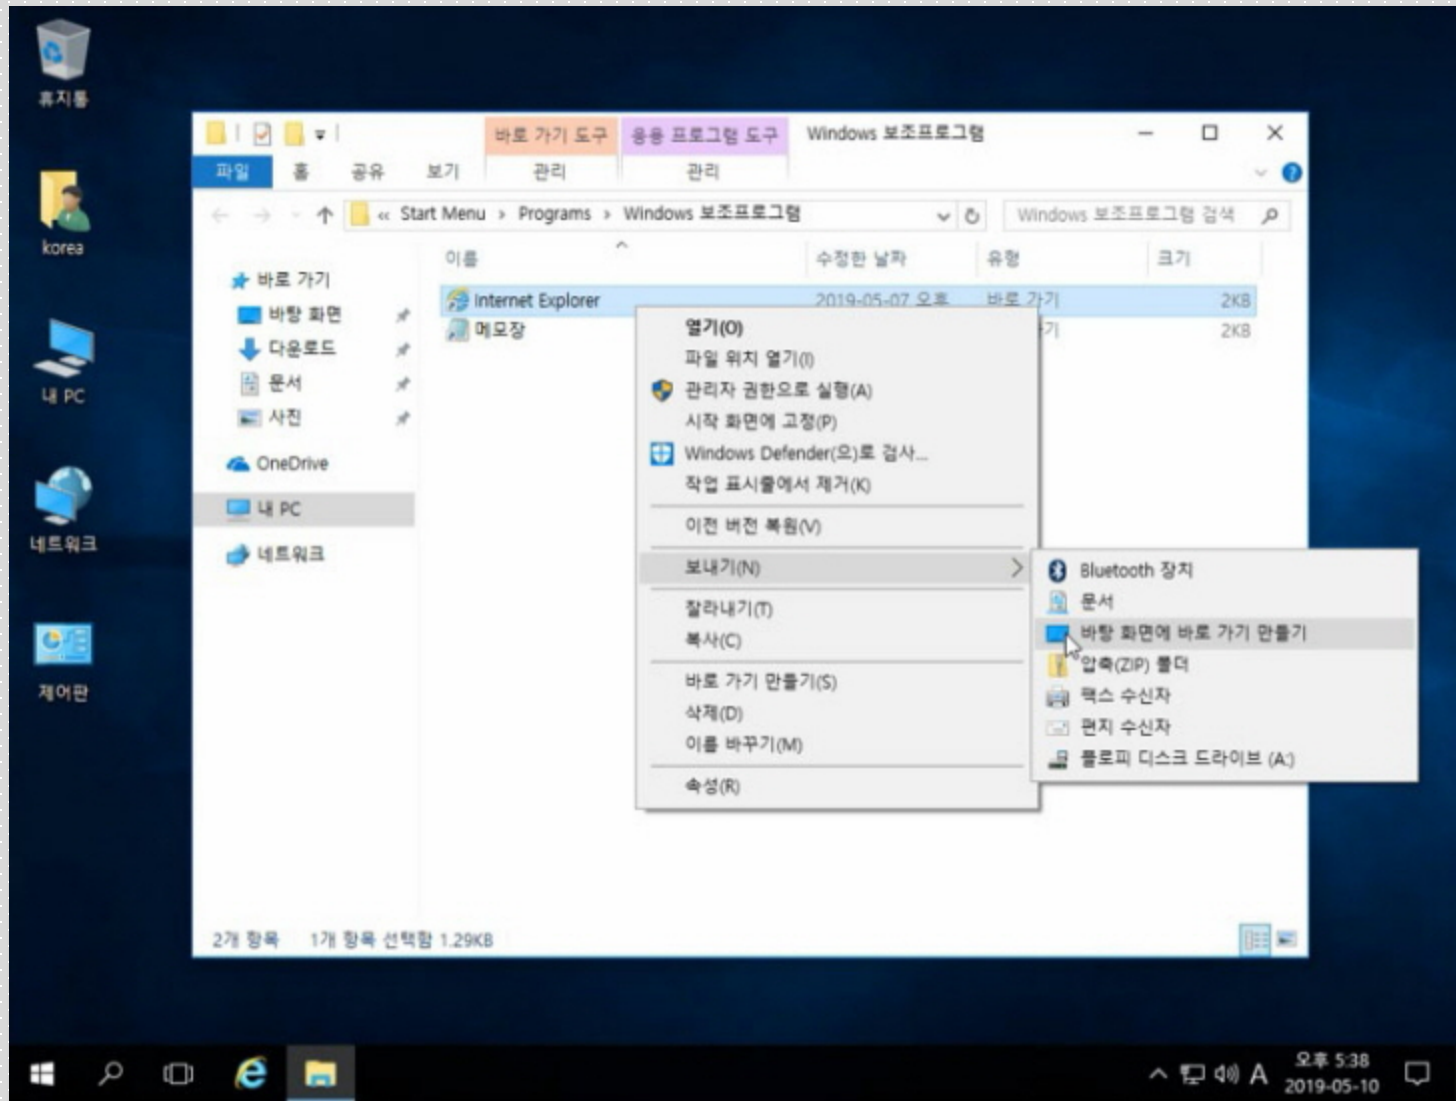 휴지통
korea
내 PC
네트워크
제어판
바로 가기 도구
응용 프로그램 도구
Windows 보조프로그램
파일
홈
공유
보기
관리
관리
« Start Menu > Programs > Windows 보조프로그램
Windows 보조프로그램 검색
이름
수정한 날짜
유형
크기
바로 가기
바탕 화면
다운로드
문서
사진
OneDrive
내 PC
네트워크
Internet Explorer
2019-05-07 오후
바로 가기
2KB
메모장
기
2KB
열기(O)
파일 위치 열기(I)
관리자 권한으로 실행(A)
시작 화면에 고정(P)
Windows Defender(으)로 검사...
작업 표시줄에서 제거(K)
이전 버전 복원(V)
보내기(N)
잘라내기(T)
복사(C)
바로 가기 만들기(S)
삭제(D)
이름 바꾸기(M)
속성(R)
Bluetooth 장치
문서
바탕 화면에 바로 가기 만들기
압축(ZIP) 폴더
팩스 수신자
편지 수신자
플로피 디스크 드라이브 (A:)
2개 항목
1개 항목 선택함 1.29KB
A
오후 5:38
2019-05-10